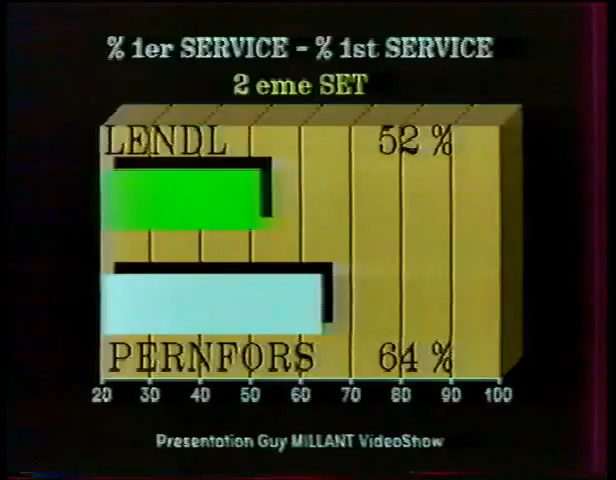 % 1er SERVICE - % 1st SERVICE
2 eme SET
LENDL 52 %
PERNFORS 64 %
20 30 40 50 60 70 80 90 100
Presentation Guy MILLANT VideoShow